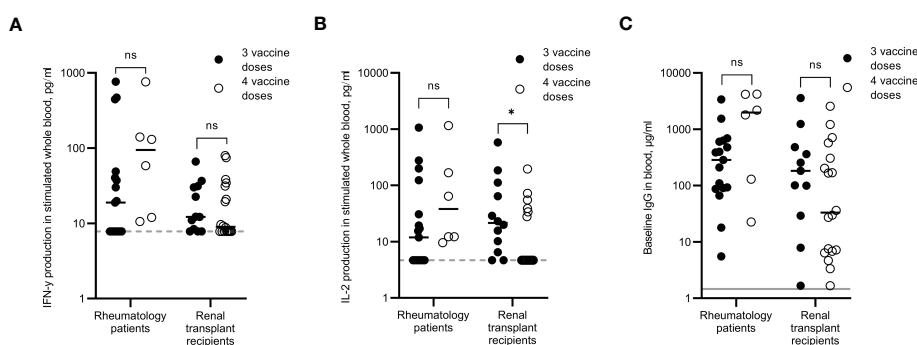 A
IFN-y production in stimulated whole blood, pg/ml
1000
100
10
1
ns
ns
3 vaccine
doses
4 vaccine
doses
Rheumatology
patients
Renal
transplant
recipients
B
IL-2 production in stimulated whole blood, pg/ml
10000
1000
100
10
1
ns
*
3 vaccine
doses
4 vaccine
doses
Rheumatology
patients
Renal
transplant
recipients
C
Baseline IgG in blood, µg/ml
10000
1000
100
10
1
ns
ns
3 vaccine
doses
4 vaccine
doses
Rheumatology
patients
Renal
transplant
recipients